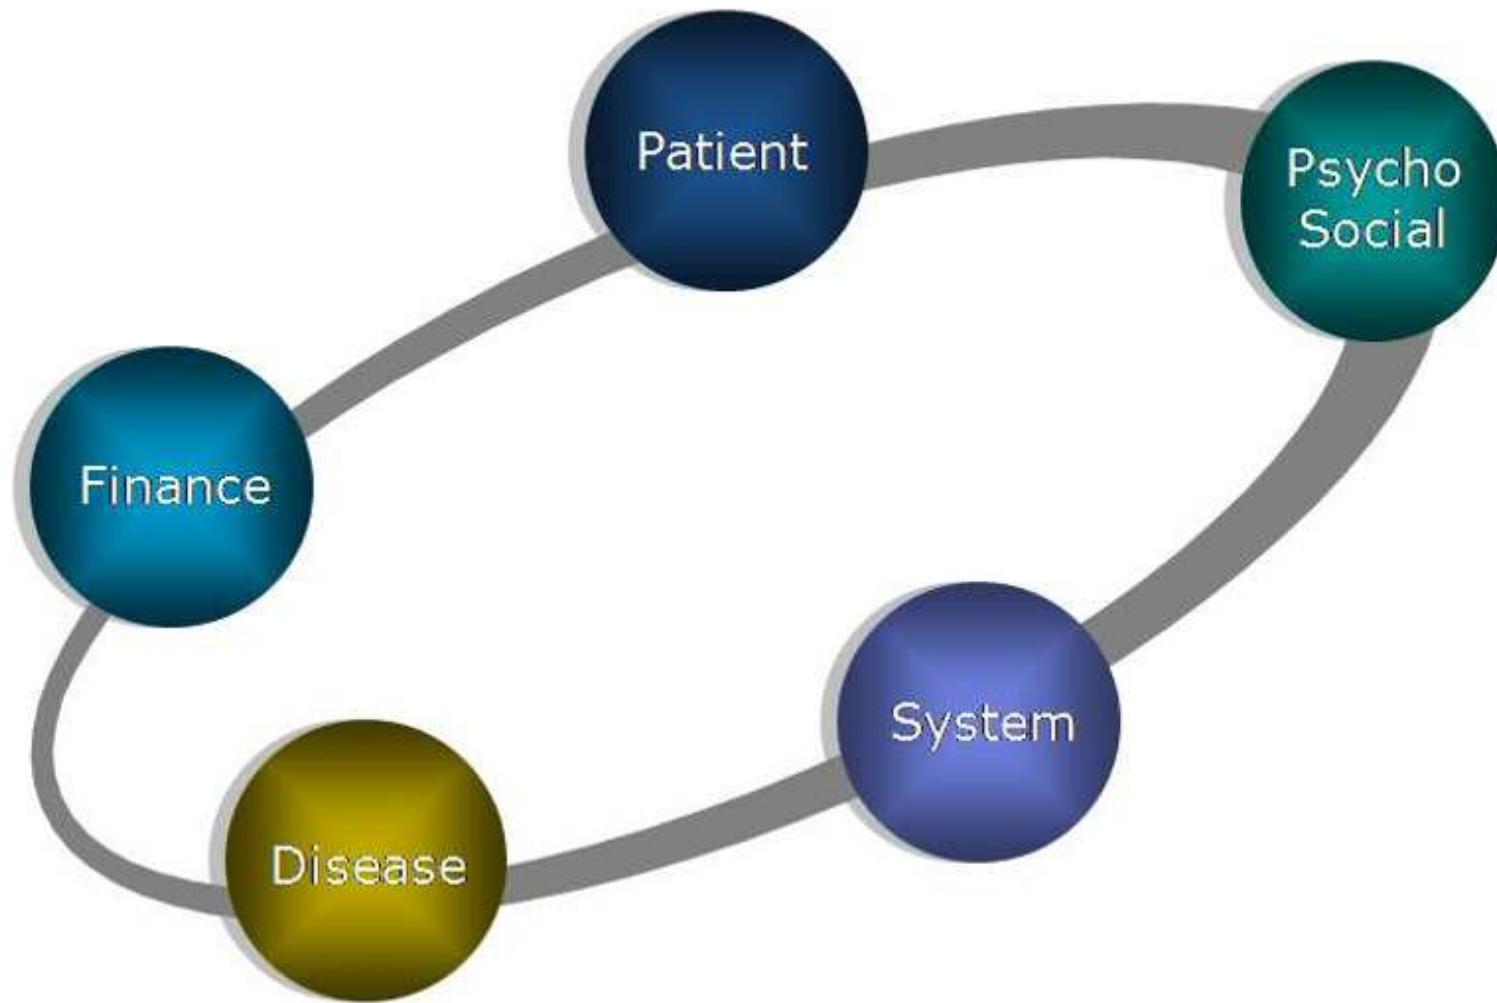 Patient
Psycho
Social
Finance
System
Disease